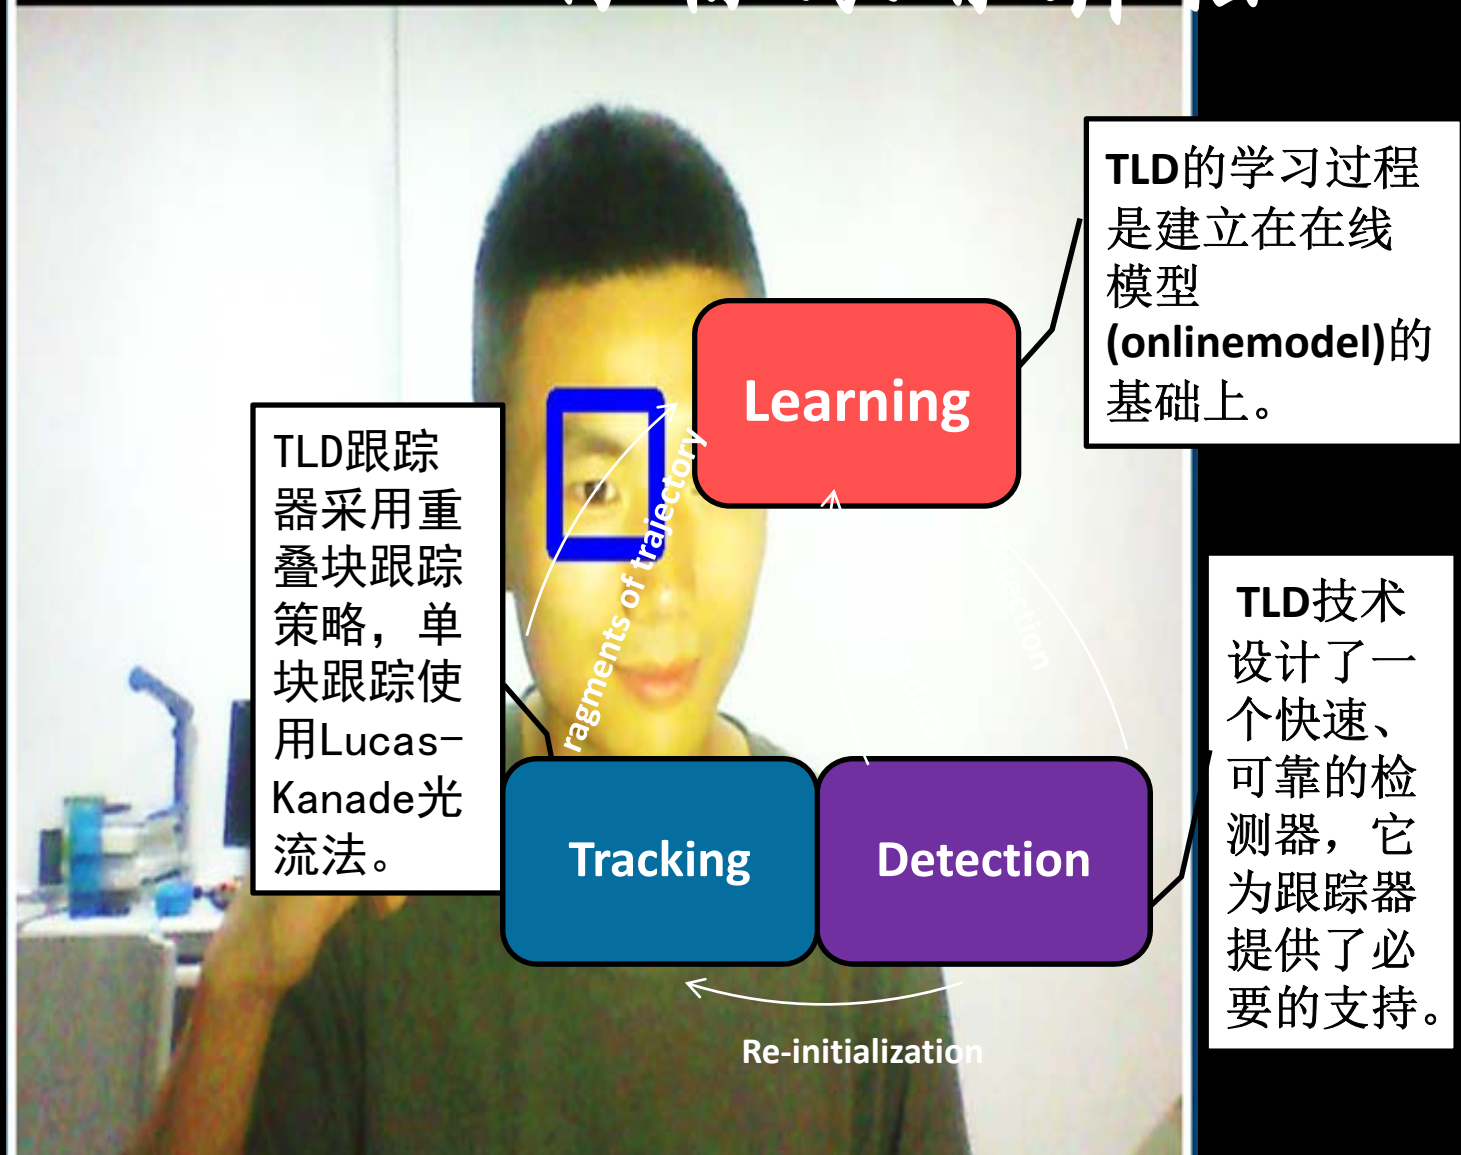 TLD的学习过程
是建立在在线
模型
(onlinemodel)的
基础上。
Learning
TLD跟踪
器采用重
叠块跟踪
策略，单
块跟踪使
用Lucas-
Kanade光
流法。
ragments of trajectory
TLD技术
设计了一
个快速、
可靠的检
测器，它
为跟踪器
提供了必
要的支持。
Tracking
Detection
Re-initialization